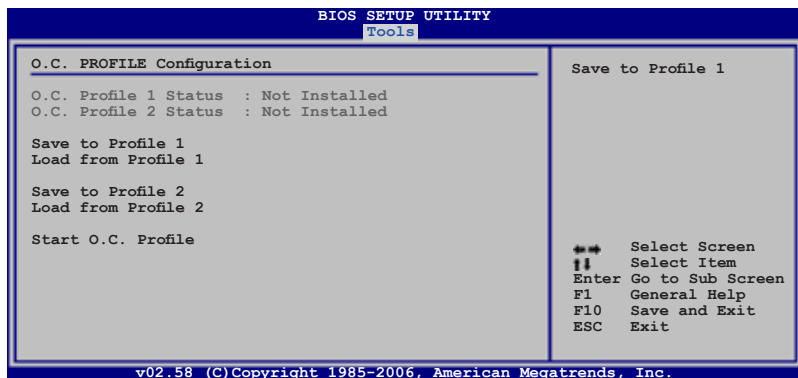 BIOS SETUP UTILITY
Tools
O.C. PROFILE Configuration
O.C. Profile 1 Status : Not Installed
O.C. Profile 2 Status : Not Installed
Save to Profile 1
Load from Profile 1
Save to Profile 2
Load from Profile 2
Start O.C. Profile
Save to Profile 1
Select Screen
Select Item
Enter Go to Sub Screen
F1 General Help
F10 Save and Exit
ESC Exit
v02.58 (C)Copyright 1985-2006, American Megatrends, Inc.